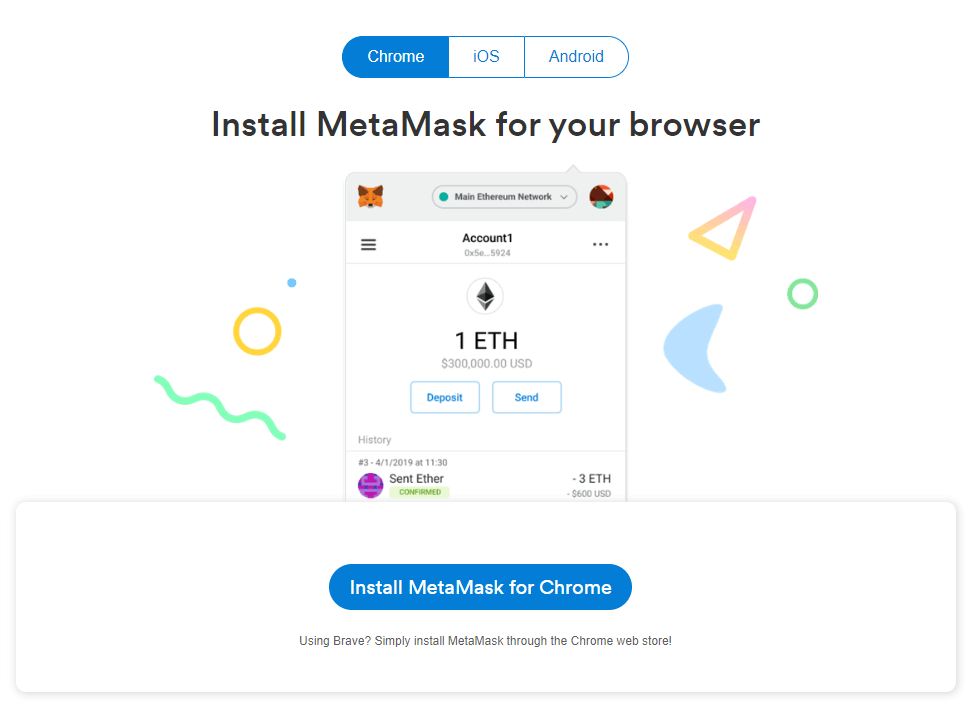 Chrome
iOS
Android
Install MetaMask for your browser
Main Ethereum Network
Account1
0x5e...5924
1 ETH
$300,000.00 USD
Deposit
Send
History
#3 - 4/1/2019 at 11:30
Sent Ether
- 3 ETH
CONFIRMED
- $600 USD
Install MetaMask for Chrome
Using Brave? Simply install MetaMask through the Chrome web store!